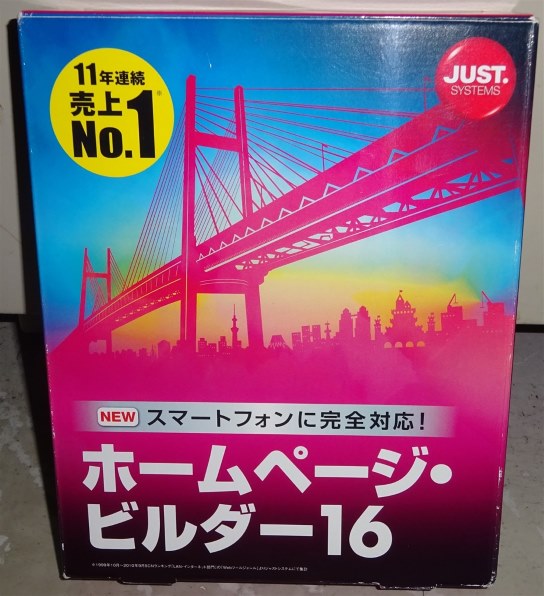 11年連続
売上
No.1※
JUST.
SYSTEMS
NEW スマートフォンに完全対応!
ホームページ・
ビルダー16